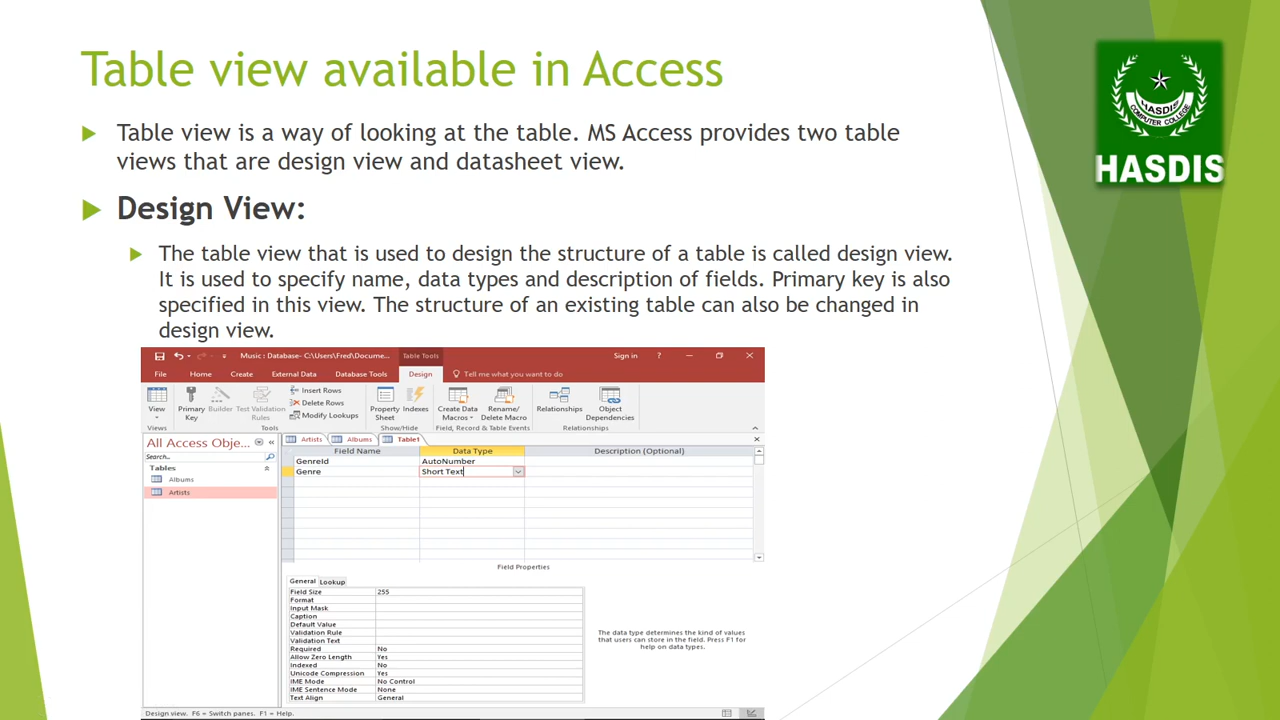 Table view available in Access
Table view is a way of looking at the table. MS Access provides two table
views that are design view and datasheet view.
Design View:
The table view that is used to design the structure of a table is called design view.
It is used to specify name, data types and description of fields. Primary key is also
specified in this view. The structure of an existing table can also be changed in
design view.
HASDIS
COMPUTER COLLEGE
HASDIS
Music : Database- C:\Users\Fred\Docume... Table Tools Sign in ?
File Home Create External Data Database Tools Design Tell me what you want to do
View Primary Key Builder Test Validation Rules Insert Rows Delete Rows Modify Lookups Property Sheet Indexes Create Data Macros Rename/ Delete Macro Relationships Object Dependencies
Tools Show/Hide Field, Record & Table Events Relationships
All Access Obje... «
Search...
Tables
Albums
Artists
Artists Albums Table1
Field Name Data Type Description (Optional)
GenreId AutoNumber
Genre Short Text
Field Properties
General Lookup
Field Size 255
Format
Input Mask
Caption
Default Value
Validation Rule
Validation Text
Required No
Allow Zero Length Yes
Indexed No
Unicode Compression Yes
IME Mode No Control
IME Sentence Mode None
Text Align General
The data type determines the kind of values
that users can store in the field. Press F1 for
help on data types.
Design view. F6 = Switch panes. F1 = Help.